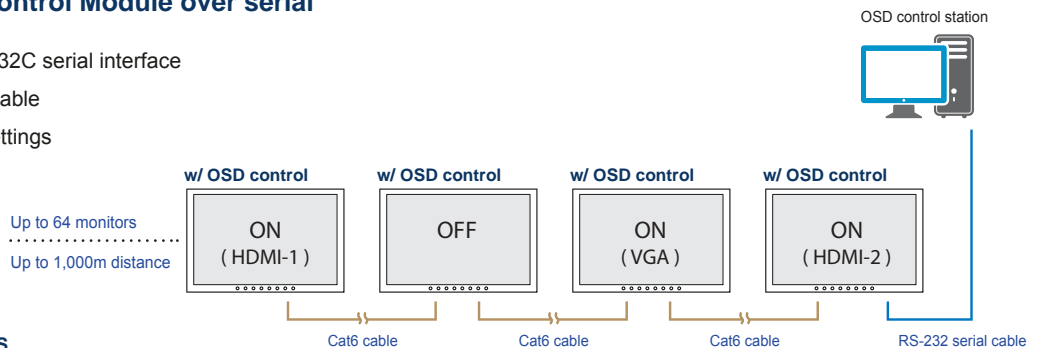 ontrol Module over serial
OSD control station
32C serial interface
able
ttings
w/ OSD control
w/ OSD control
w/ OSD control
w/ OSD control
Up to 64 monitors
Up to 1,000m distance
ON
( HDMI-1 )
OFF
ON
( VGA )
ON
( HDMI-2 )
Cat6 cable
Cat6 cable
Cat6 cable
RS-232 serial cable
s